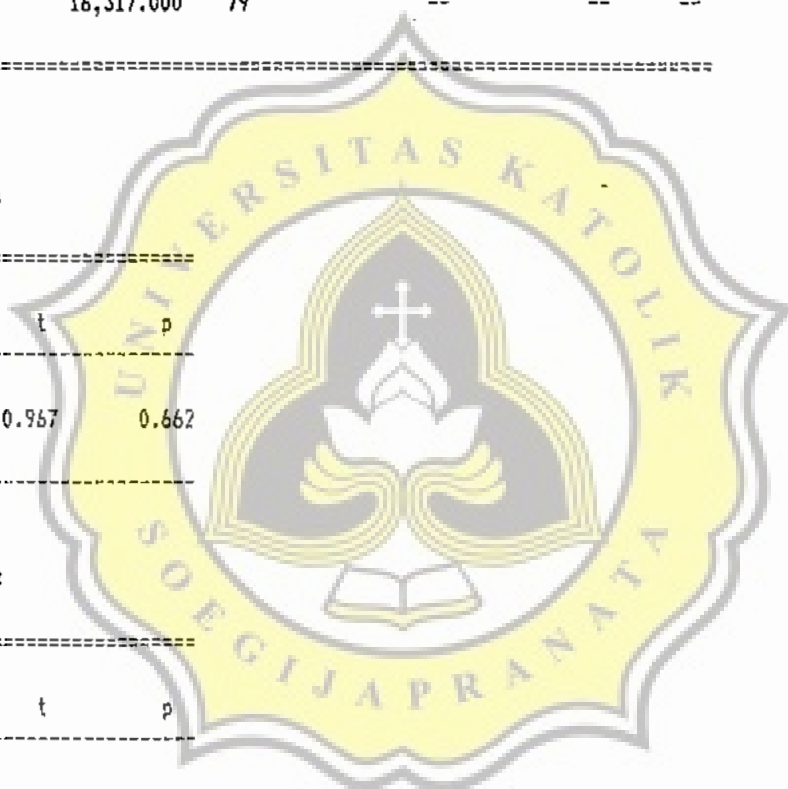 16,317.000 79 -- -- --
UNIVERSITAS KATOLIK
t p
0.967 0.662
SOEGIJAPRANATA
t p